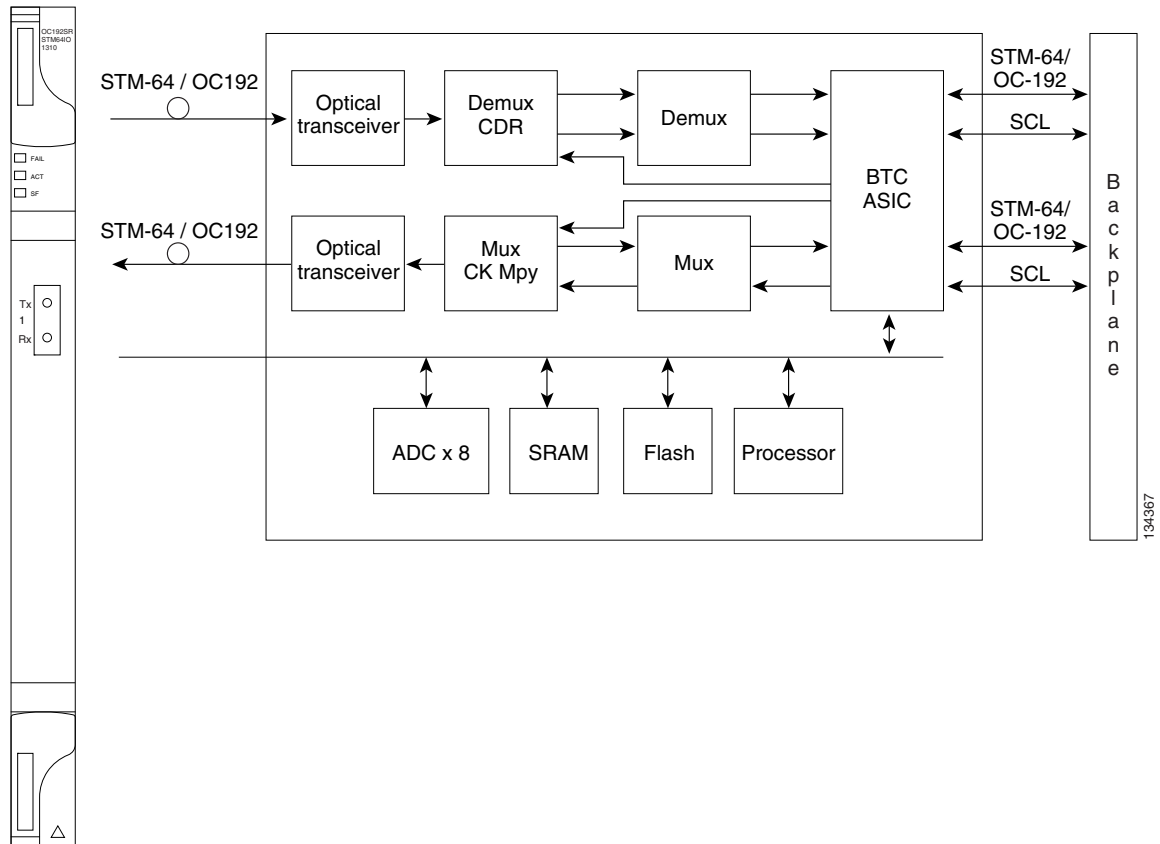 OC192SR
STM64IO
1310
FAIL
ACT
SF
Tx
1
Rx
STM-64 / OC192
Optical
transceiver
Demux
CDR
Demux
BTC
ASIC
STM-64/
OC-192
SCL
STM-64 / OC192
Optical
transceiver
Mux
CK Mpy
Mux
STM-64/
OC-192
SCL
ADC x 8
SRAM
Flash
Processor
Backplane
134367